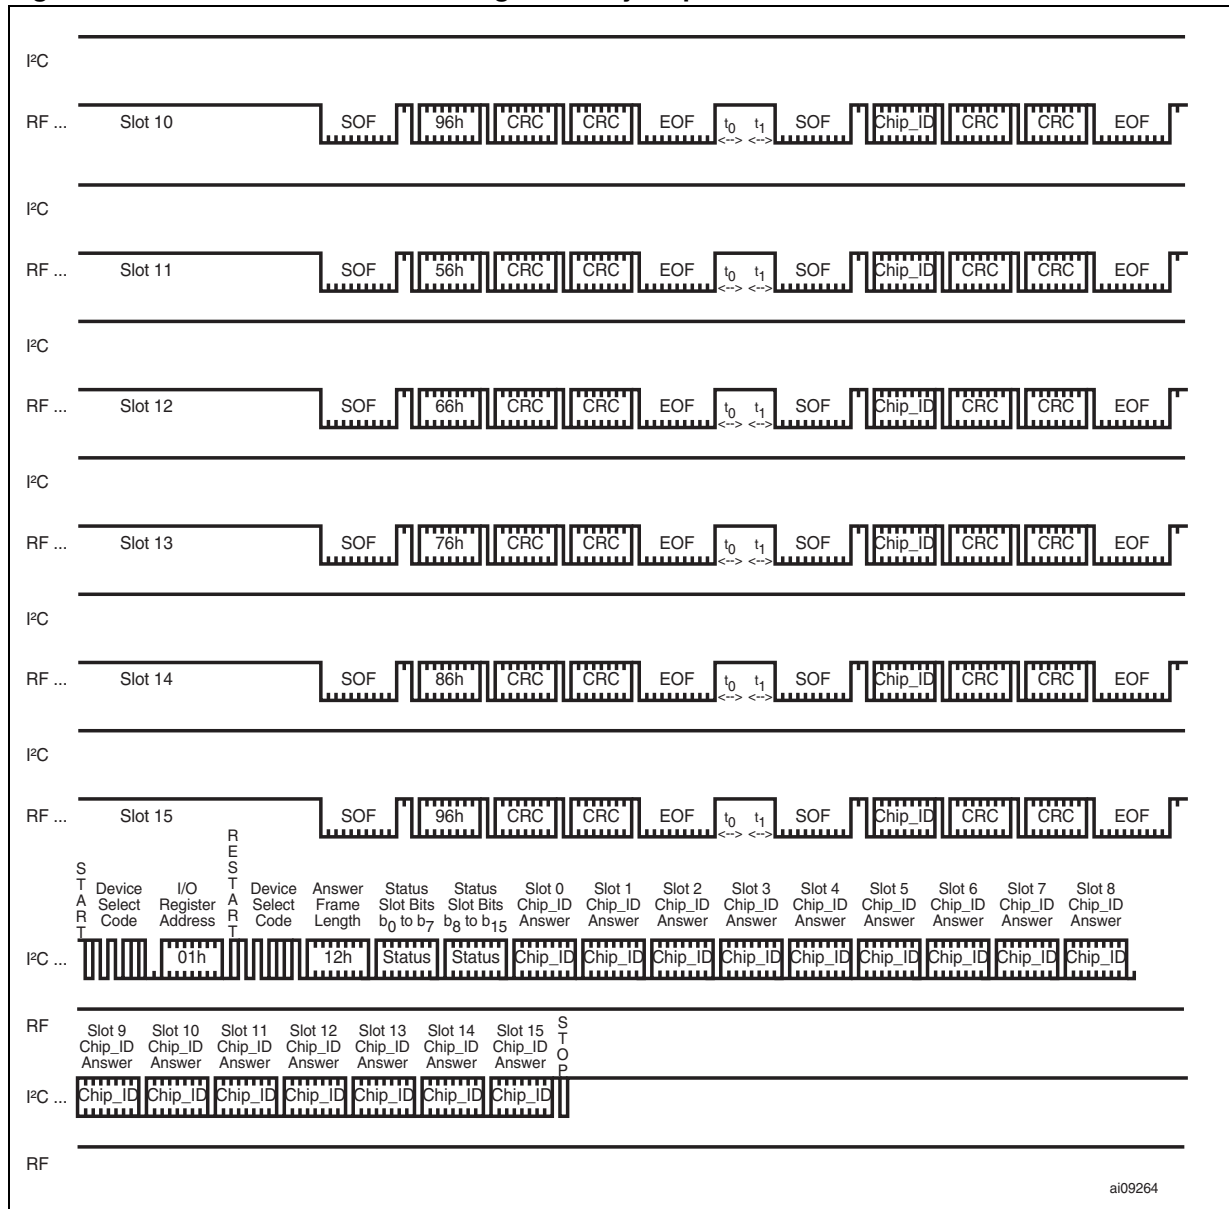 I²C
RF ... Slot 10 SOF 96h CRC CRC EOF t0 t1 SOF Chip_ID CRC CRC EOF
<--> <-->
I²C
RF ... Slot 11 SOF 56h CRC CRC EOF t0 t1 SOF Chip_ID CRC CRC EOF
<--> <-->
I²C
RF ... Slot 12 SOF 66h CRC CRC EOF t0 t1 SOF Chip_ID CRC CRC EOF
<--> <-->
I²C
RF ... Slot 13 SOF 76h CRC CRC EOF t0 t1 SOF Chip_ID CRC CRC EOF
<--> <-->
I²C
RF ... Slot 14 SOF 86h CRC CRC EOF t0 t1 SOF Chip_ID CRC CRC EOF
<--> <-->
I²C
RF ... Slot 15 SOF 96h CRC CRC EOF t0 t1 SOF Chip_ID CRC CRC EOF
<--> <-->
START
Device Select Code
I/O Register Address
RESTART
Device Select Code
Answer Frame Length
Status Slot Bits b0 to b7
Status Slot Bits b8 to b15
Slot 0 Chip_ID Answer
Slot 1 Chip_ID Answer
Slot 2 Chip_ID Answer
Slot 3 Chip_ID Answer
Slot 4 Chip_ID Answer
Slot 5 Chip_ID Answer
Slot 6 Chip_ID Answer
Slot 7 Chip_ID Answer
Slot 8 Chip_ID Answer
I²C ... 01h 12h Status Status Chip_ID Chip_ID Chip_ID Chip_ID Chip_ID Chip_ID Chip_ID Chip_ID Chip_ID
RF
Slot 9 Chip_ID Answer
Slot 10 Chip_ID Answer
Slot 11 Chip_ID Answer
Slot 12 Chip_ID Answer
Slot 13 Chip_ID Answer
Slot 14 Chip_ID Answer
Slot 15 Chip_ID Answer
STOP
I²C ... Chip_ID Chip_ID Chip_ID Chip_ID Chip_ID Chip_ID Chip_ID
RF
ai09264